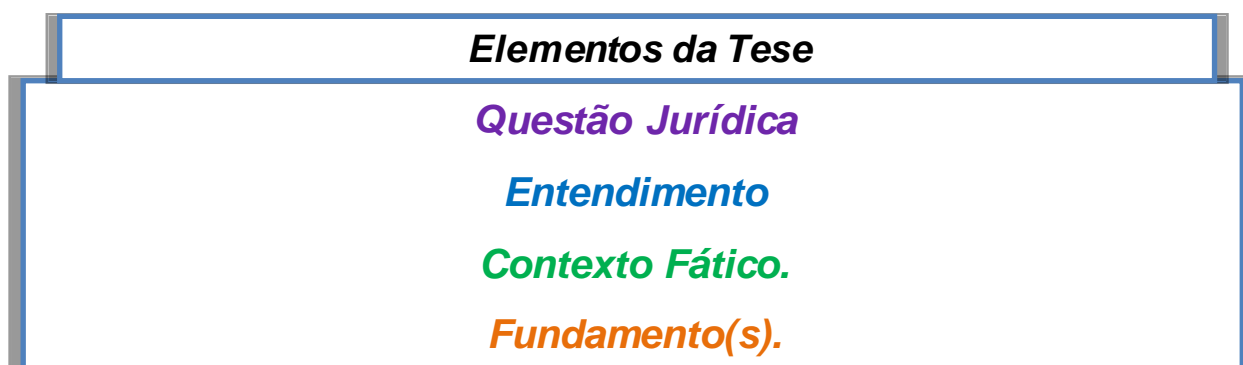 Elementos da Tese
Questão Jurídica
Entendimento
Contexto Fático.
Fundamento(s).